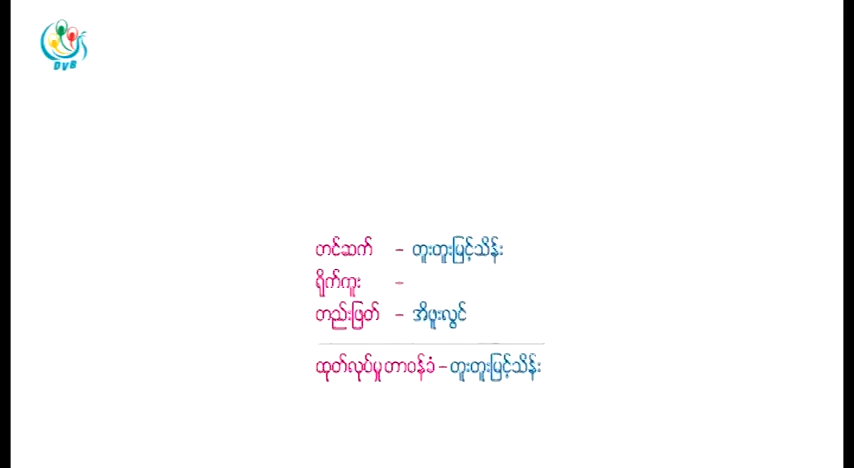 DVB
တင်ဆက် - တူးတူးမြင့်သိန်း
ရိုက်ကူး -
တည်းဖြတ် - အိဖူးလွင်
ထုတ်လုပ်မှုတာဝန်ခံ - တူးတူးမြင့်သိန်း